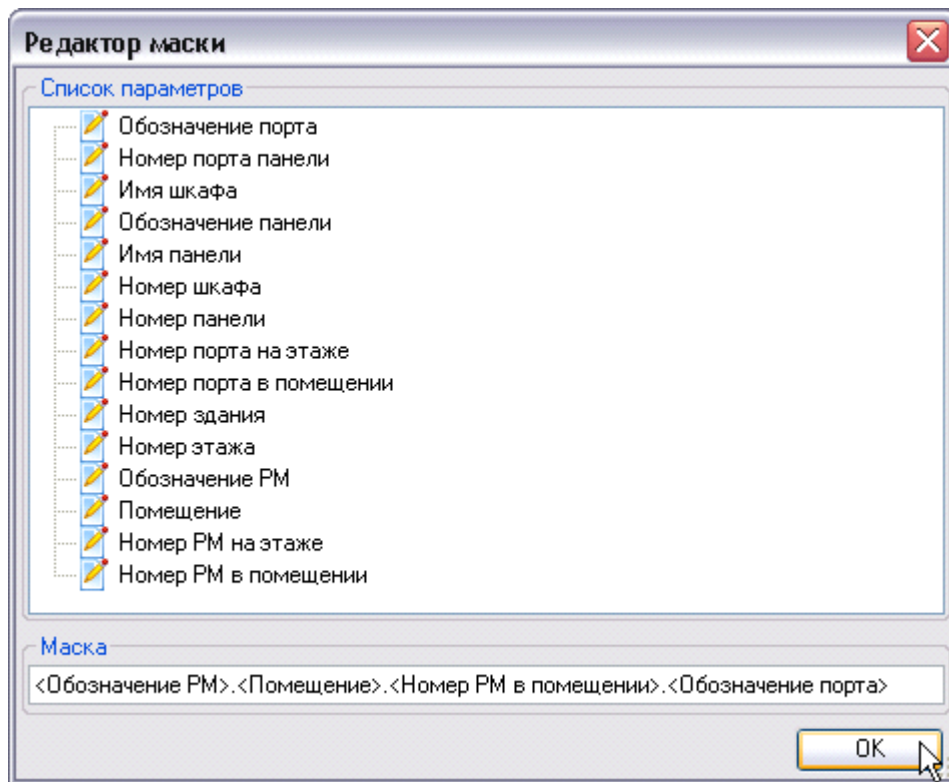 Редактор маски
Список параметров
Обозначение порта
Номер порта панели
Имя шкафа
Обозначение панели
Имя панели
Номер шкафа
Номер панели
Номер порта на этаже
Номер порта в помещении
Номер здания
Номер этажа
Обозначение РМ
Помещение
Номер РМ на этаже
Номер РМ в помещении
Маска
<Обозначение РМ>.<Помещение>.<Номер РМ в помещении>.<Обозначение порта>
OK